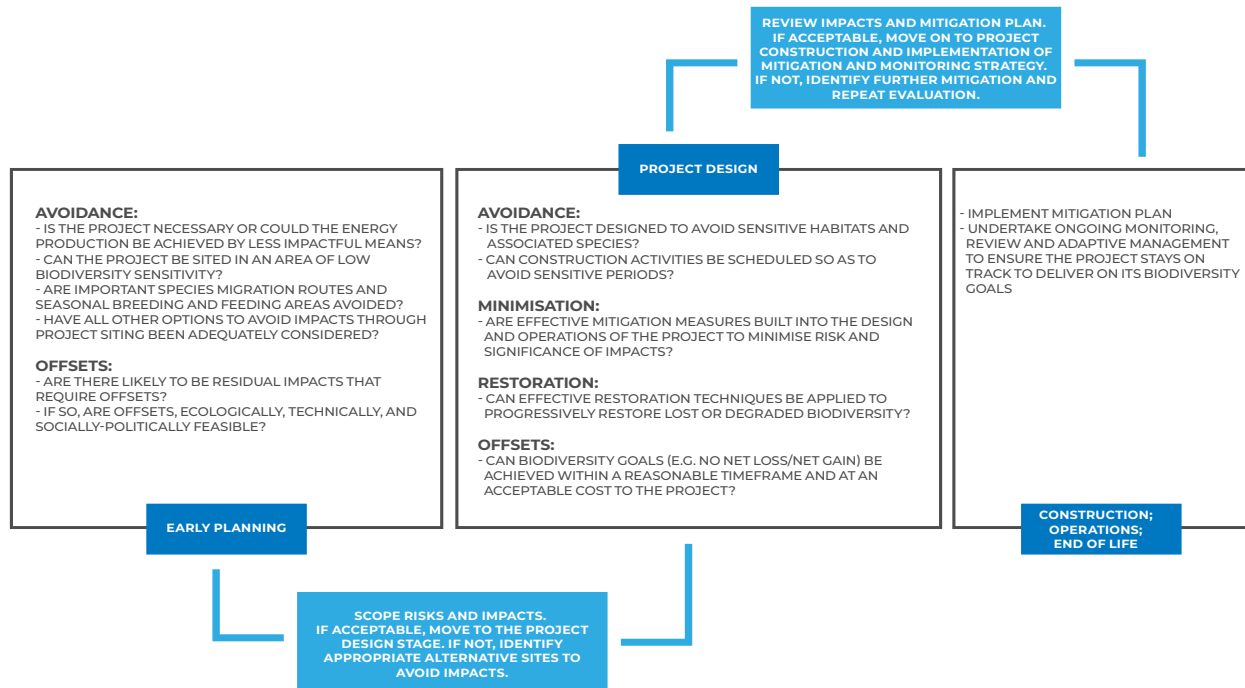 REVIEW IMPACTS AND MITIGATION PLAN.
IF ACCEPTABLE, MOVE ON TO PROJECT
CONSTRUCTION AND IMPLEMENTATION OF
MITIGATION AND MONITORING STRATEGY.
IF NOT, IDENTIFY FURTHER MITIGATION AND
REPEAT EVALUATION.
AVOIDANCE:
- IS THE PROJECT NECESSARY OR COULD THE ENERGY
PRODUCTION BE ACHIEVED BY LESS IMPACTFUL MEANS?
- CAN THE PROJECT BE SITED IN AN AREA OF LOW
BIODIVERSITY SENSITIVITY?
- ARE IMPORTANT SPECIES MIGRATION ROUTES AND
SEASONAL BREEDING AND FEEDING AREAS AVOIDED?
- HAVE ALL OTHER OPTIONS TO AVOID IMPACTS THROUGH
PROJECT SITING BEEN ADEQUATELY CONSIDERED?
OFFSETS:
- ARE THERE LIKELY TO BE RESIDUAL IMPACTS THAT
REQUIRE OFFSETS?
- IF SO, ARE OFFSETS, ECOLOGICALLY, TECHNICALLY, AND
SOCIALLY-POLITICALLY FEASIBLE?
EARLY PLANNING
PROJECT DESIGN
AVOIDANCE:
- IS THE PROJECT DESIGNED TO AVOID SENSITIVE HABITATS AND
ASSOCIATED SPECIES?
- CAN CONSTRUCTION ACTIVITIES BE SCHEDULED SO AS TO
AVOID SENSITIVE PERIODS?
MINIMISATION:
- ARE EFFECTIVE MITIGATION MEASURES BUILT INTO THE DESIGN
AND OPERATIONS OF THE PROJECT TO MINIMISE RISK AND
SIGNIFICANCE OF IMPACTS?
RESTORATION:
- CAN EFFECTIVE RESTORATION TECHNIQUES BE APPLIED TO
PROGRESSIVELY RESTORE LOST OR DEGRADED BIODIVERSITY?
OFFSETS:
- CAN BIODIVERSITY GOALS (E.G. NO NET LOSS/NET GAIN) BE
ACHIEVED WITHIN A REASONABLE TIMEFRAME AND AT AN
ACCEPTABLE COST TO THE PROJECT?
- IMPLEMENT MITIGATION PLAN
- UNDERTAKE ONGOING MONITORING,
REVIEW AND ADAPTIVE MANAGEMENT
TO ENSURE THE PROJECT STAYS ON
TRACK TO DELIVER ON ITS BIODIVERSITY
GOALS
CONSTRUCTION;
OPERATIONS;
END OF LIFE
SCOPE RISKS AND IMPACTS.
IF ACCEPTABLE, MOVE TO THE PROJECT
DESIGN STAGE. IF NOT, IDENTIFY
APPROPRIATE ALTERNATIVE SITES TO
AVOID IMPACTS.